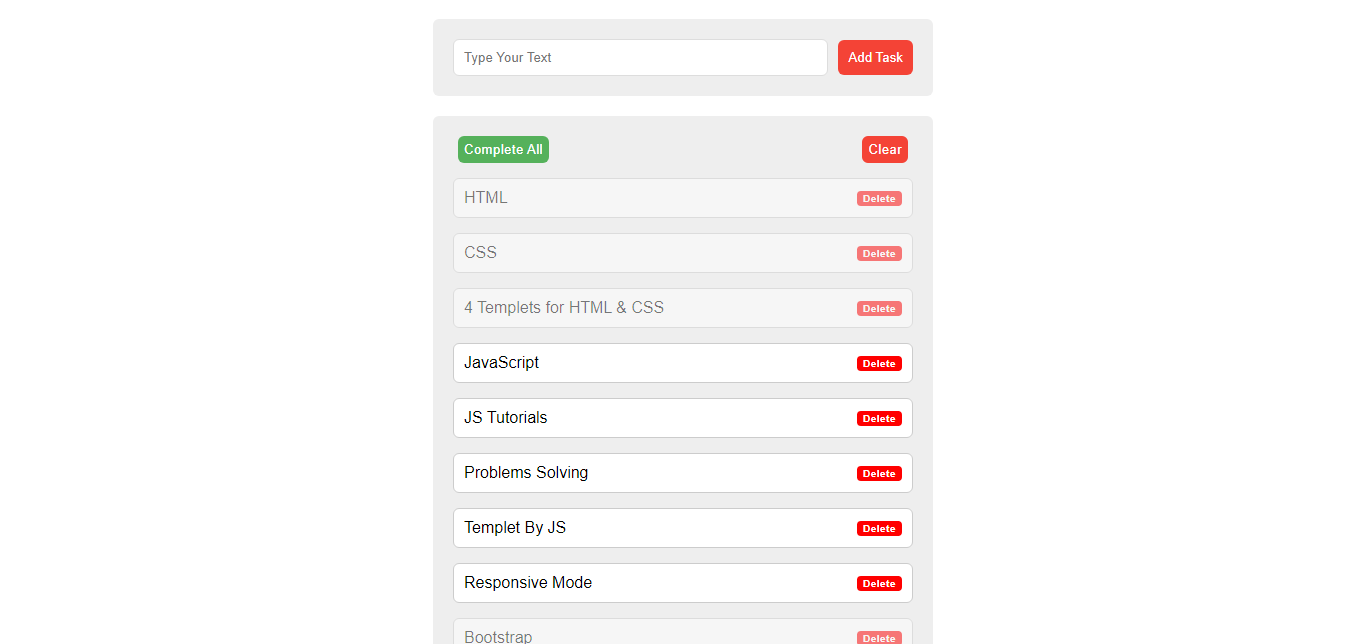 Type Your Text
Add Task
Complete All
Clear
HTML
Delete
CSS
Delete
4 Templets for HTML & CSS
Delete
JavaScript
Delete
JS Tutorials
Delete
Problems Solving
Delete
Templet By JS
Delete
Responsive Mode
Delete
Bootstrap
Delete